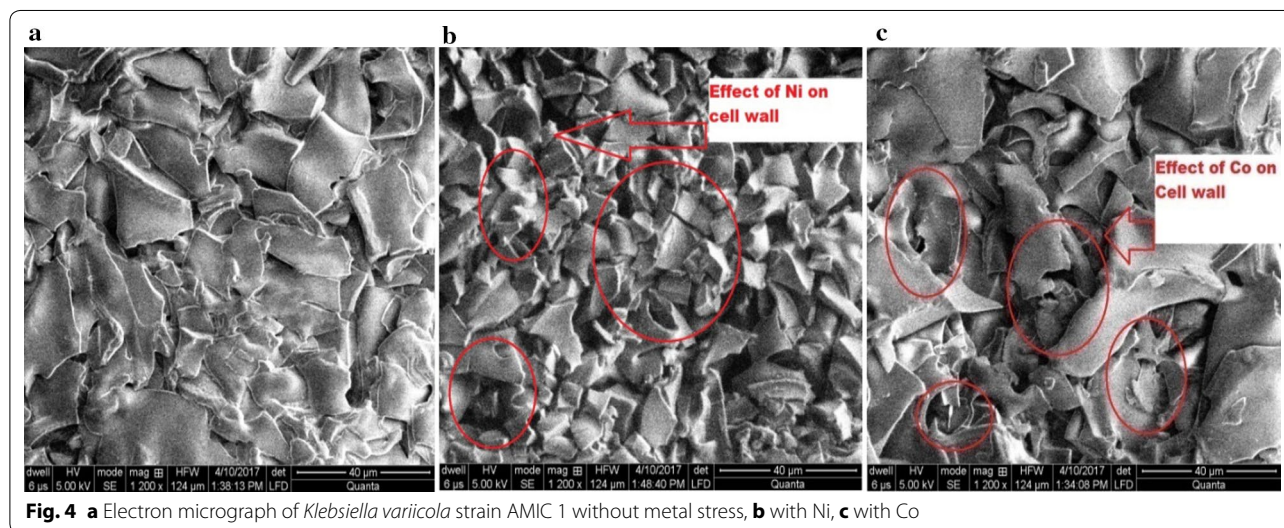 a
b
c
Effect of Ni on
cell wall
Effect of Co on
Cell wall
dwell HV mode mag HFW 4/10/2017 det 40 µm
6 µs 5.00 kV SE 1 200 x 124 µm 1:38:13 PM LFD Quanta
dwell HV mode mag HFW 4/10/2017 det 40 µm
6 µs 5.00 kV SE 1 200 x 124 µm 1:48:40 PM LFD Quanta
dwell HV mode mag HFW 4/10/2017 det 40 µm
6 µs 5.00 kV SE 1 200 x 124 µm 1:34:08 PM LFD Quanta
Fig. 4 a Electron micrograph of Klebsiella variicola strain AMIC 1 without metal stress, b with Ni, c with Co